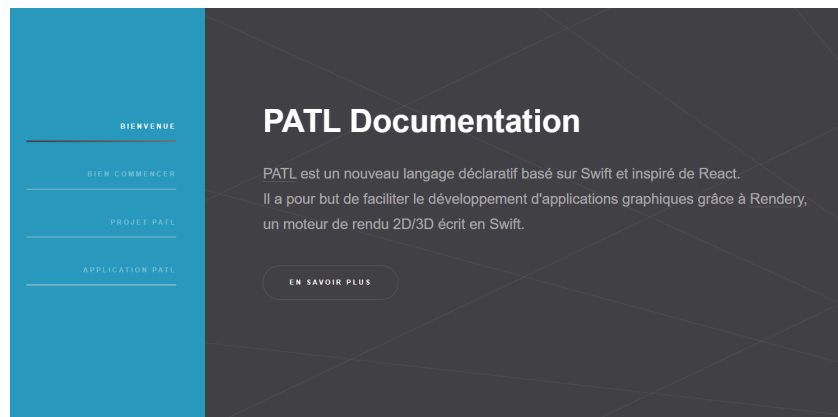 BIENVENUE
BIEN COMMENCER
PROJET PATL
APPLICATION PATL
PATL Documentation
PATL est un nouveau langage déclaratif basé sur Swift et inspiré de React.
Il a pour but de faciliter le développement d'applications graphiques grâce à Rendery,
un moteur de rendu 2D/3D écrit en Swift.
EN SAVOIR PLUS